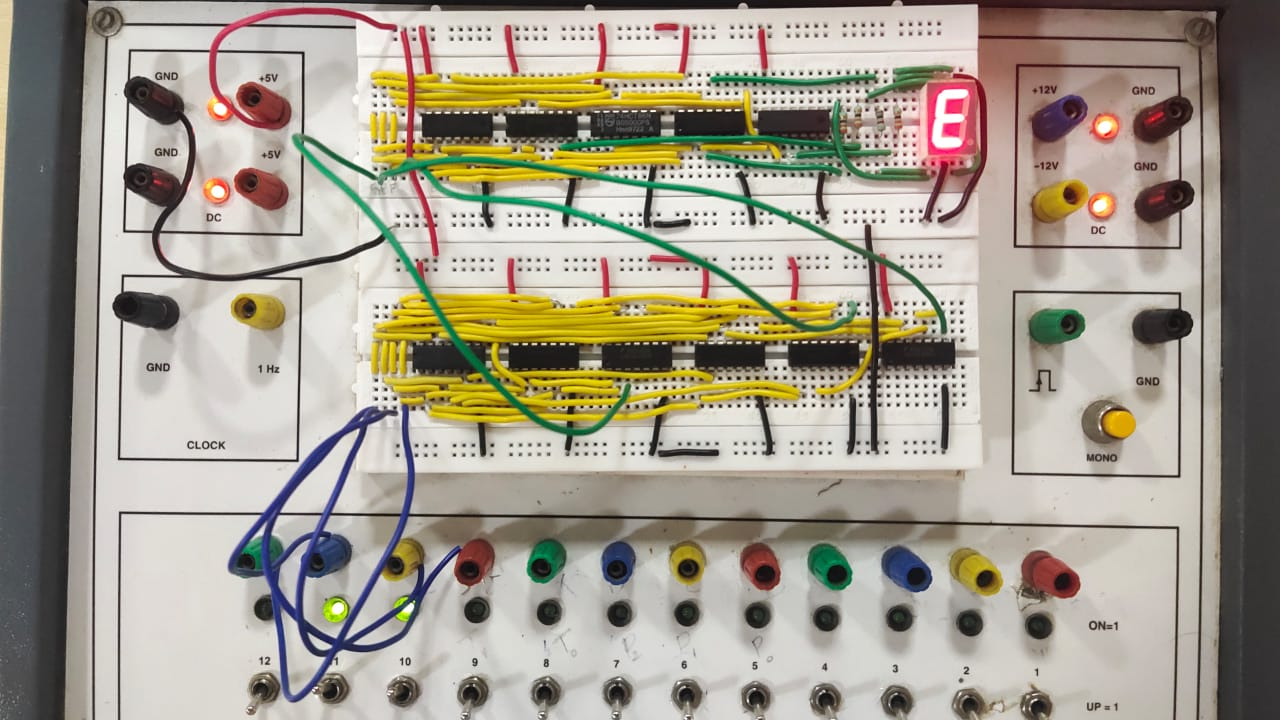 GND
+5V
GND
+5V
DC
GND
1 Hz
CLOCK
E
+12V
GND
-12V
GND
DC
GND
MONO
ON=1
12
10
9
8
7
6
5
4
3
2
1
UP = 1